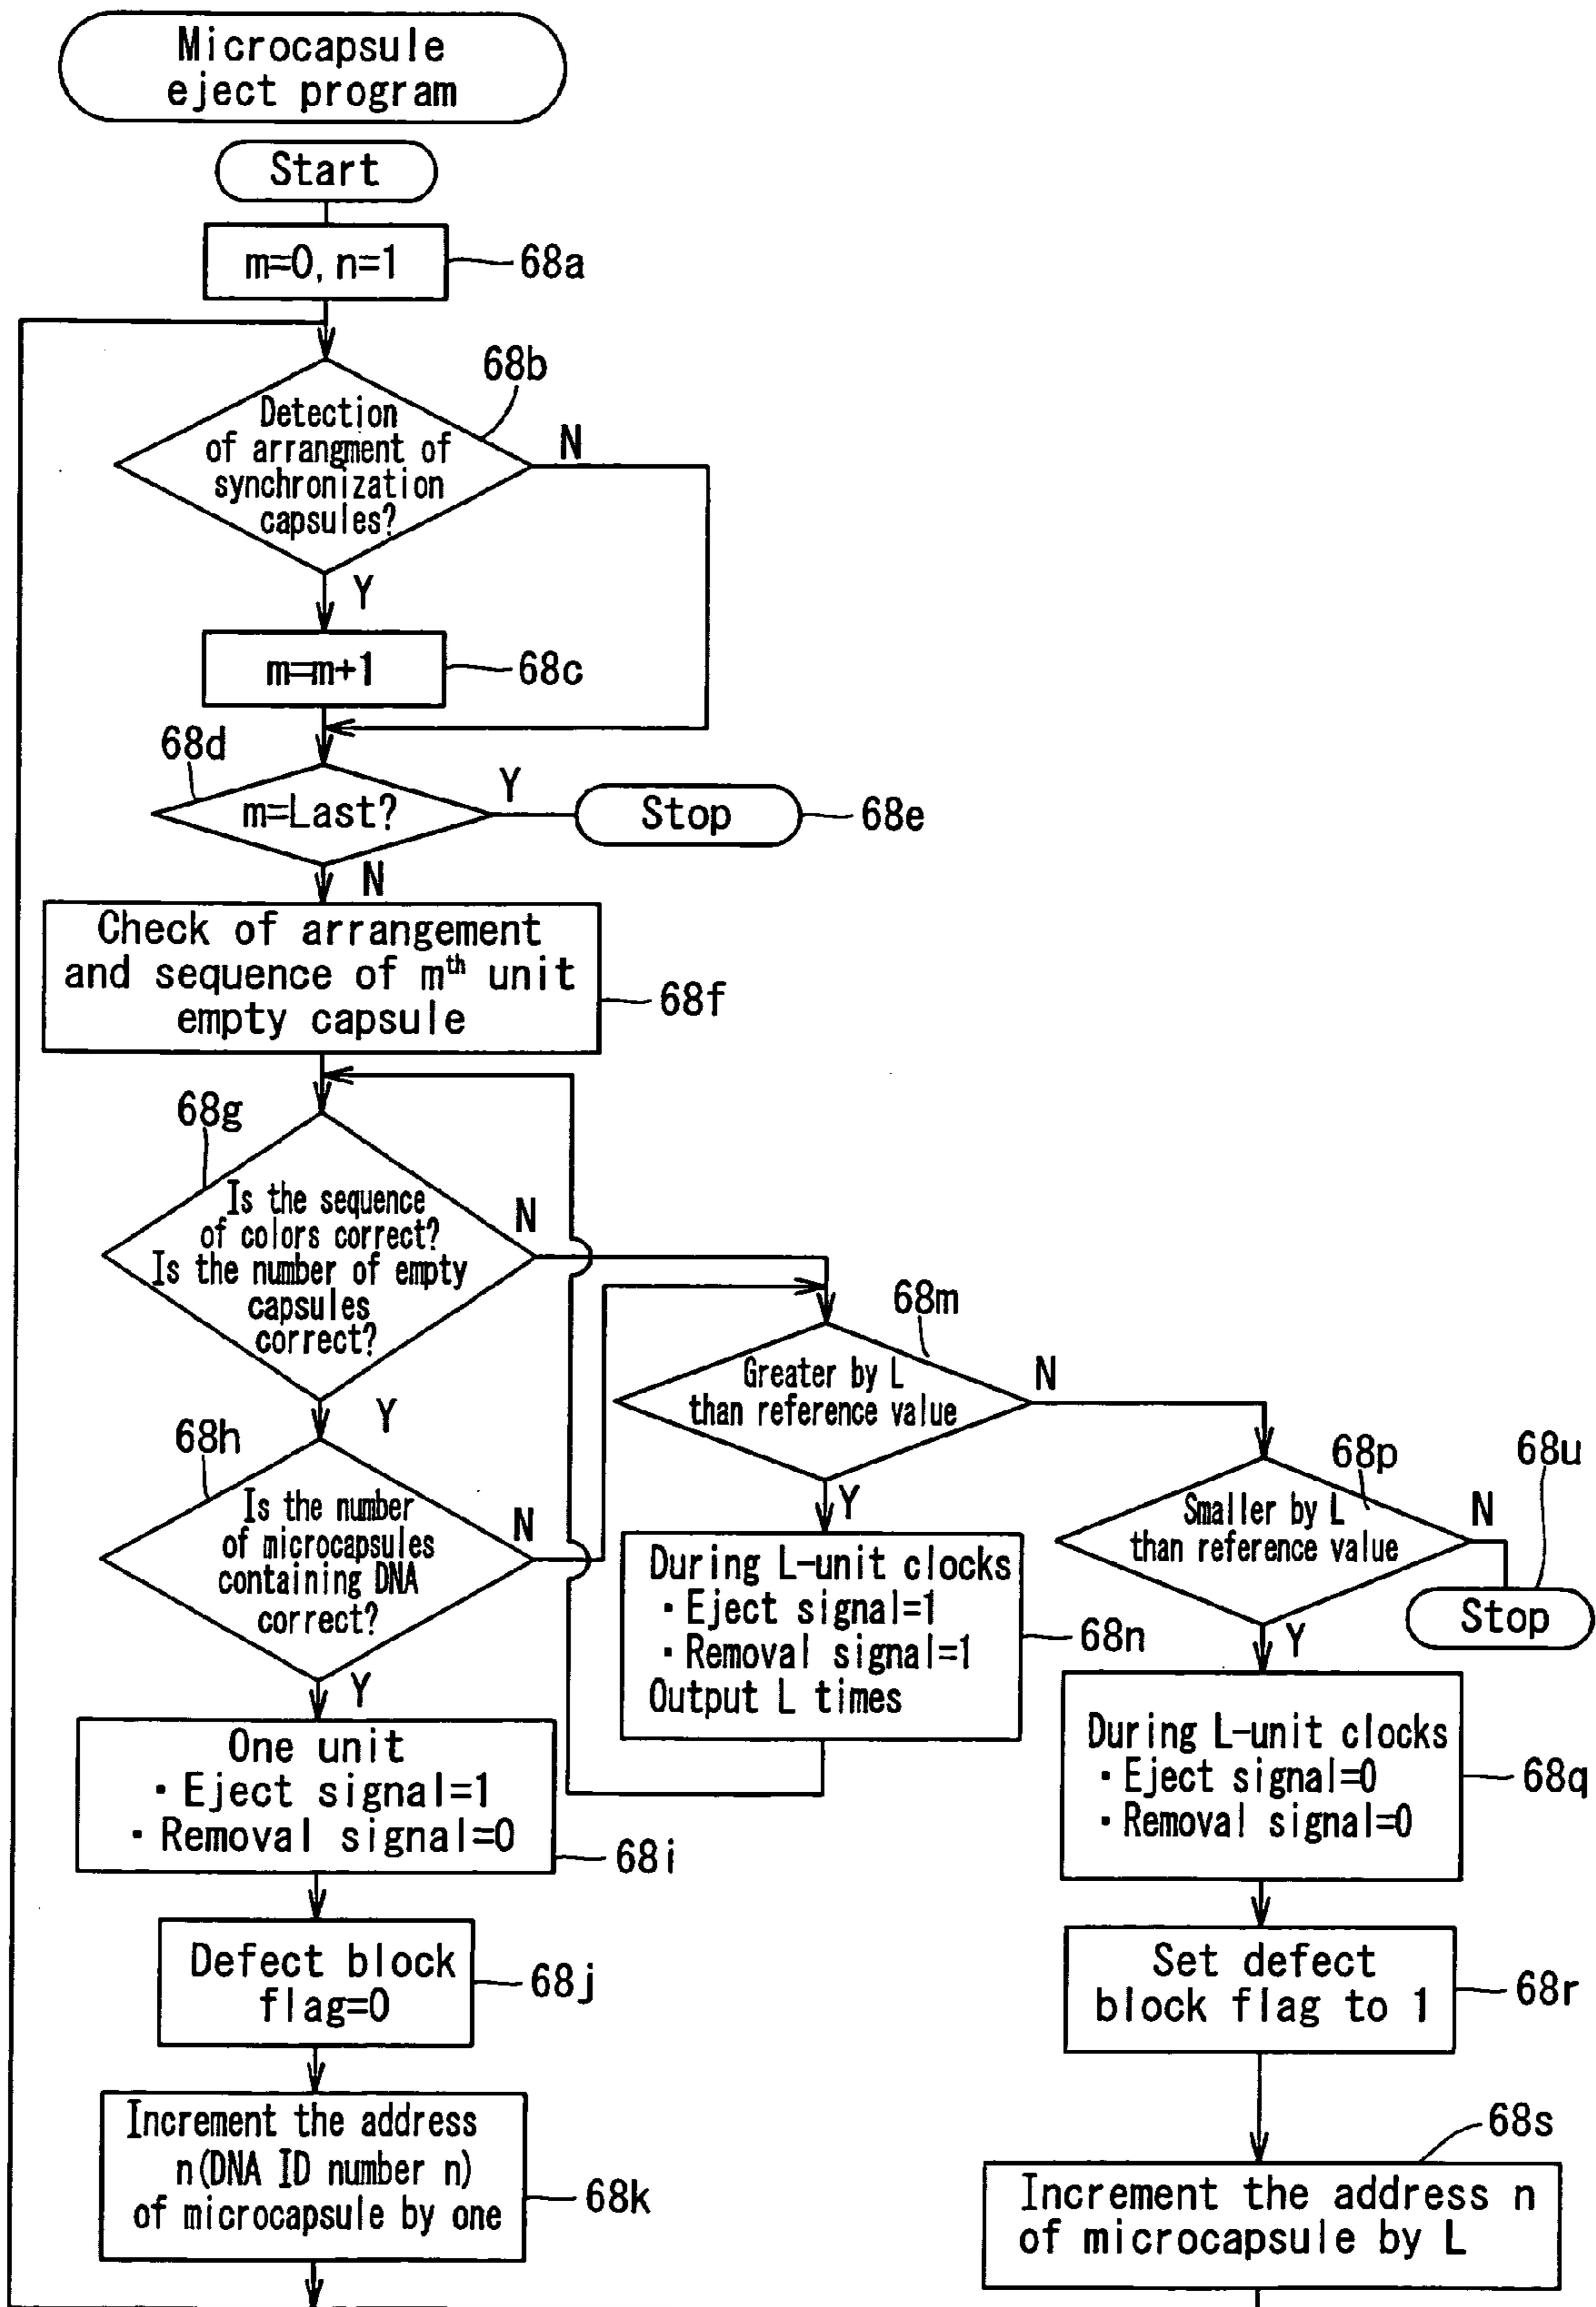 Microcapsule
eject program
Start
m=0, n=1
68a
68b
Detection
of arrangment of
synchronization
capsules?
N
Y
m=m+1
68c
68d
m=Last?
Y
Stop
68e
N
Check of arrangement
and sequence of mth unit
empty capsule
68f
68g
Is the sequence
of colors correct?
Is the number of empty
capsules
correct?
N
Y
68h
Is the number
of microcapsules
containing DNA
correct?
N
Y
One unit
・Eject signal=1
・Removal signal=0
68i
Defect block
flag=0
68j
Increment the address
n(DNA ID number n)
of microcapsule by one
68k
68m
Greater by L
than reference value
N
Y
During L-unit clocks
・Eject signal=1
・Removal signal=1
Output L times
68n
68p
Smaller by L
than reference value
N
68u
Stop
Y
During L-unit clocks
・Eject signal=0
・Removal signal=0
68q
Set defect
block flag to 1
68r
68s
Increment the address n
of microcapsule by L